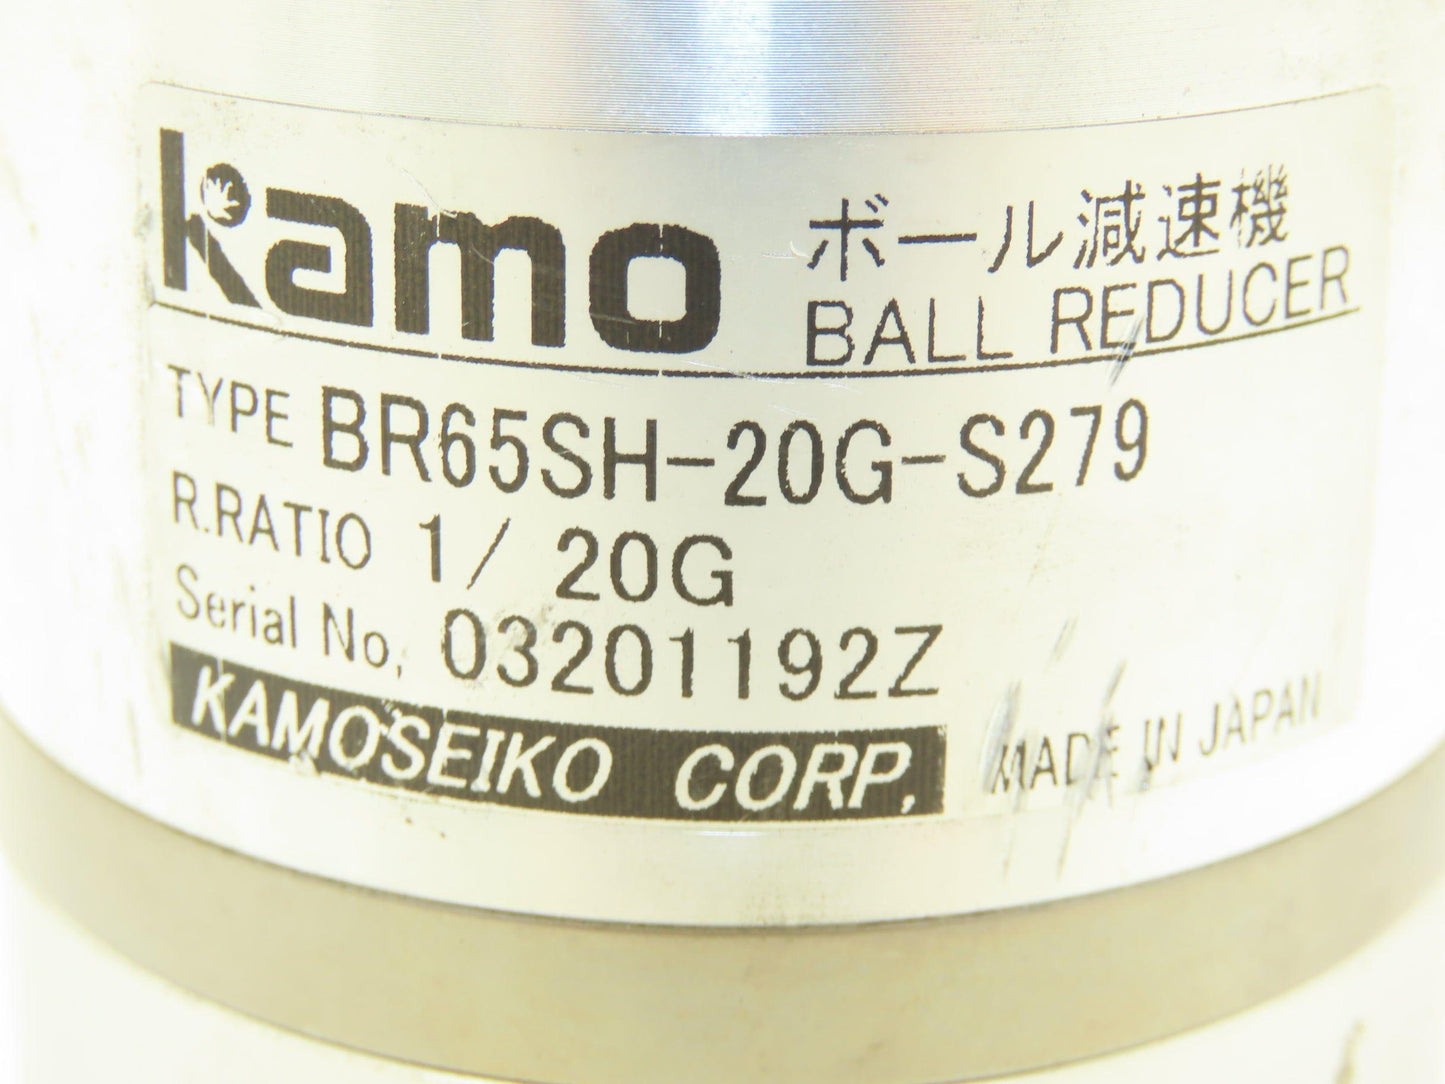 kamo ボール減速機
BALL REDUCER
TYPE BR65SH-20G-S279
R.RATIO 1/ 20G
Serial No. 03201192Z
KAMOSEIKO CORP. MADE IN JAPAN